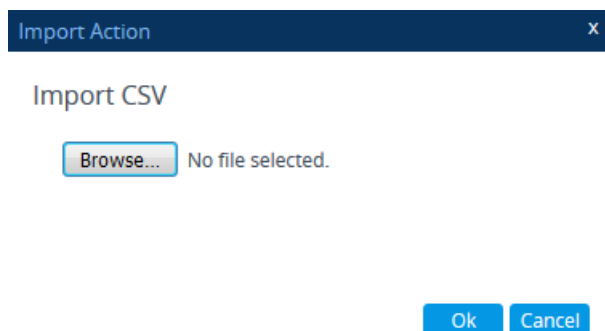 Import Action x
Import CSV
Browse... No file selected.
Ok Cancel